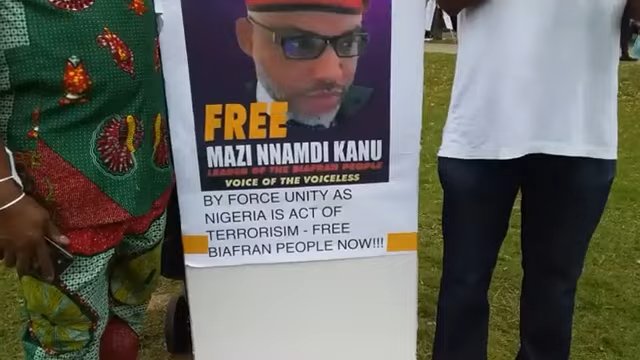 FREE
MAZI NNAMDI KANU
LEADER OF THE BIAFRAN PEOPLE
VOICE OF THE VOICELESS
BY FORCE UNITY AS
NIGERIA IS ACT OF
TERRORISIM - FREE
BIAFRAN PEOPLE NOW!!!